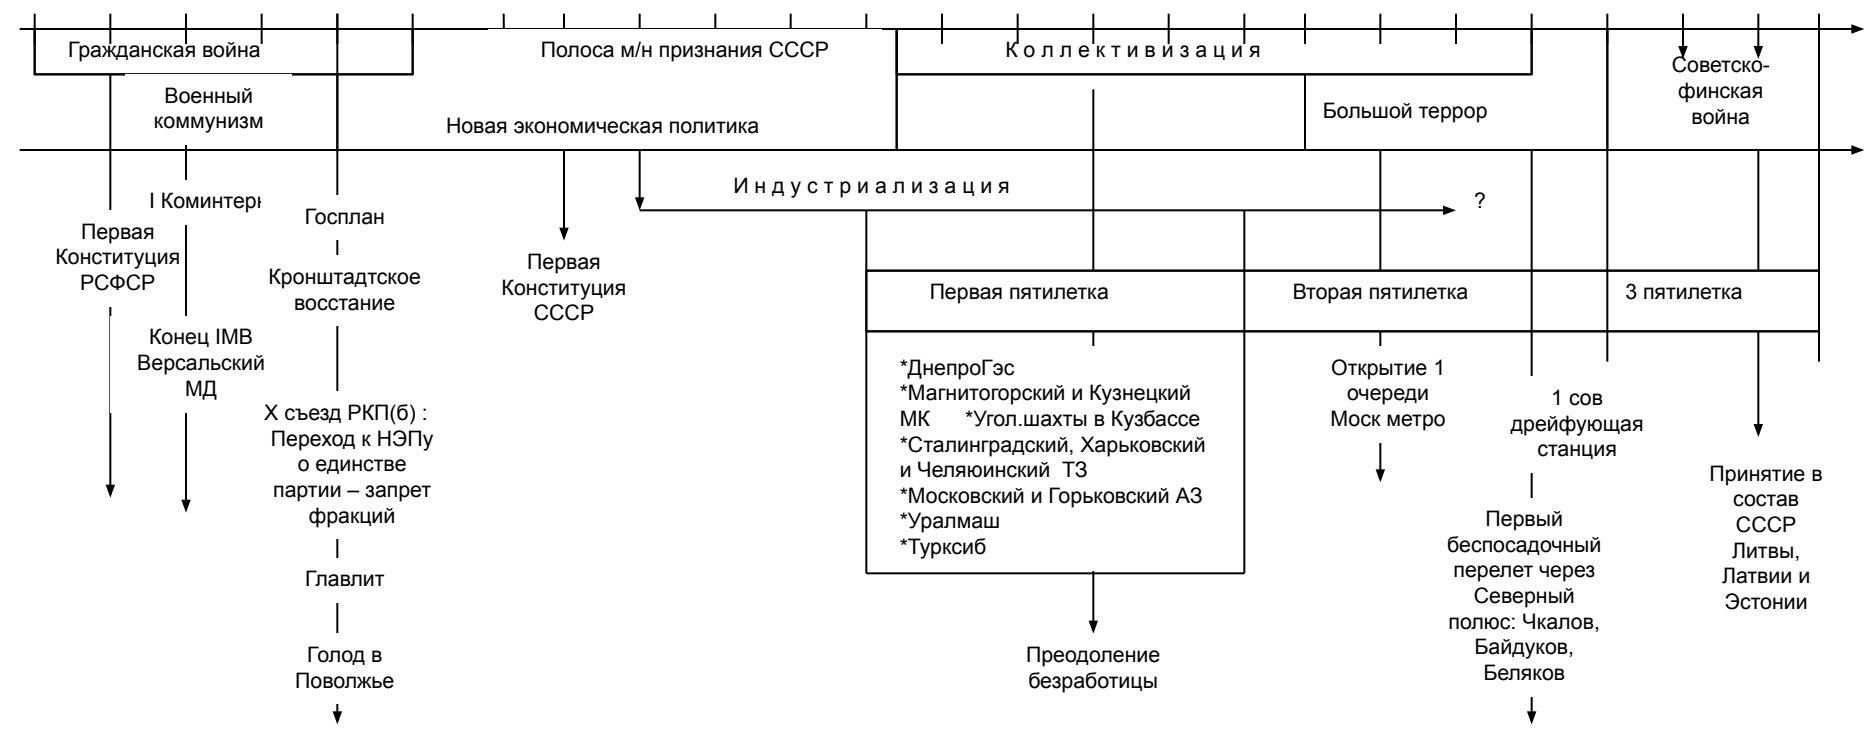 Гражданская война
Полоса м/н признания СССР
Коллективизация
Советско-
финская
война
Военный
коммунизм
Новая экономическая политика
Большой террор
Индустриализация
?
I Коминтерн
Госплан
Первая
Конституция
РСФСР
Кронштадтское
восстание
Первая
Конституция
СССР
Первая пятилетка
Вторая пятилетка
3 пятилетка
Конец IМВ
Версальский
МД
*ДнепроГэс
*Магнитогорский и Кузнецкий
МК *Угол.шахты в Кузбассе
*Сталинградский, Харьковский
и Челяюинский ТЗ
*Московский и Горьковский АЗ
*Уралмаш
*Турксиб
Открытие 1
очереди
Моск метро
1 сов
дрейфующая
станция
X съезд РКП(б) :
Переход к НЭПу
о единстве
партии – запрет
фракций
Принятие в
состав
СССР
Литвы,
Латвии и
Эстонии
Первый
беспосадочный
перелет через
Северный
полюс: Чкалов,
Байдуков,
Беляков
Главлит
Голод в
Поволжье
Преодоление
безработицы